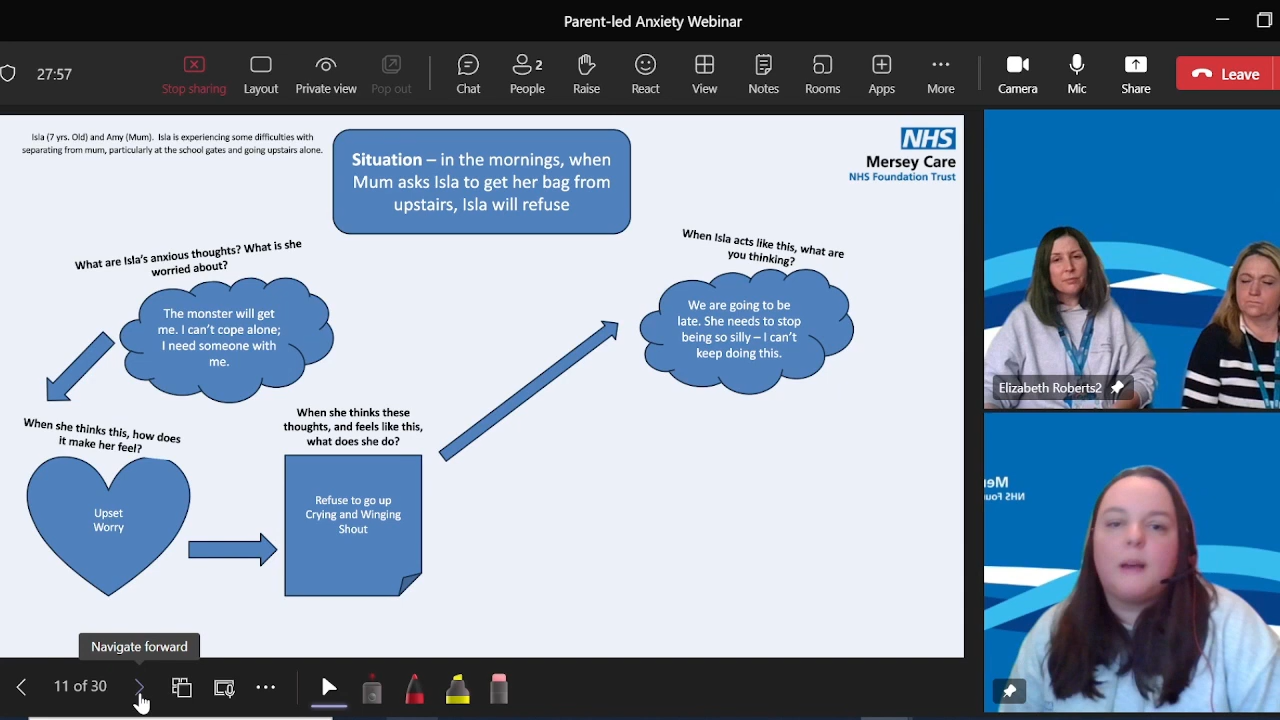 Parent-led Anxiety Webinar
27:57
Stop sharing
Layout
Private view
Pop out
Chat
2
People
Raise
React
View
Notes
Rooms
Apps
More
Camera
Mic
Share
Leave
Isla (7 yrs. Old) and Amy (Mum). Isla is experiencing some difficulties with
separating from mum, particularly at the school gates and going upstairs alone.
Situation – in the mornings, when
Mum asks Isla to get her bag from
upstairs, Isla will refuse
NHS
Mersey Care
NHS Foundation Trust
What are Isla's anxious thoughts? What is she
worried about?
The monster will get
me. I can't cope alone;
I need someone with
me.
When she thinks this, how does
it make her feel?
Upset
Worry
When she thinks these
thoughts, and feels like this,
what does she do?
Refuse to go up
Crying and Winging
Shout
When Isla acts like this, what are
you thinking?
We are going to be
late. She needs to stop
being so silly – I can't
keep doing this.
Elizabeth Roberts2
Navigate forward
11 of 30